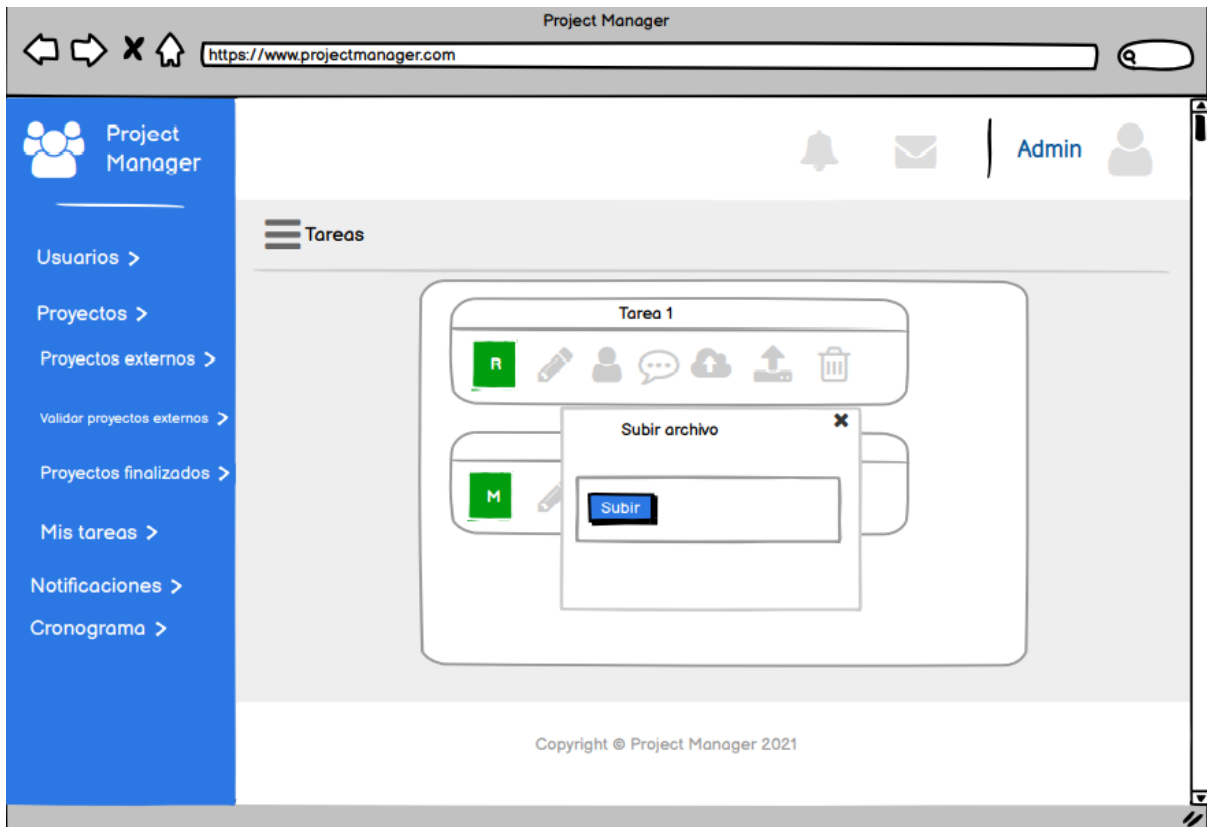 Project Manager
https://www.projectmanager.com
Project
Manager
Admin
Usuarios >
Proyectos >
Proyectos externos >
Validar proyectos externos >
Proyectos finalizados >
Mis tareas >
Notificaciones >
Cronograma >
Tareas
Tarea 1
R
Subir archivo
M
Subir
Copyright © Project Manager 2021